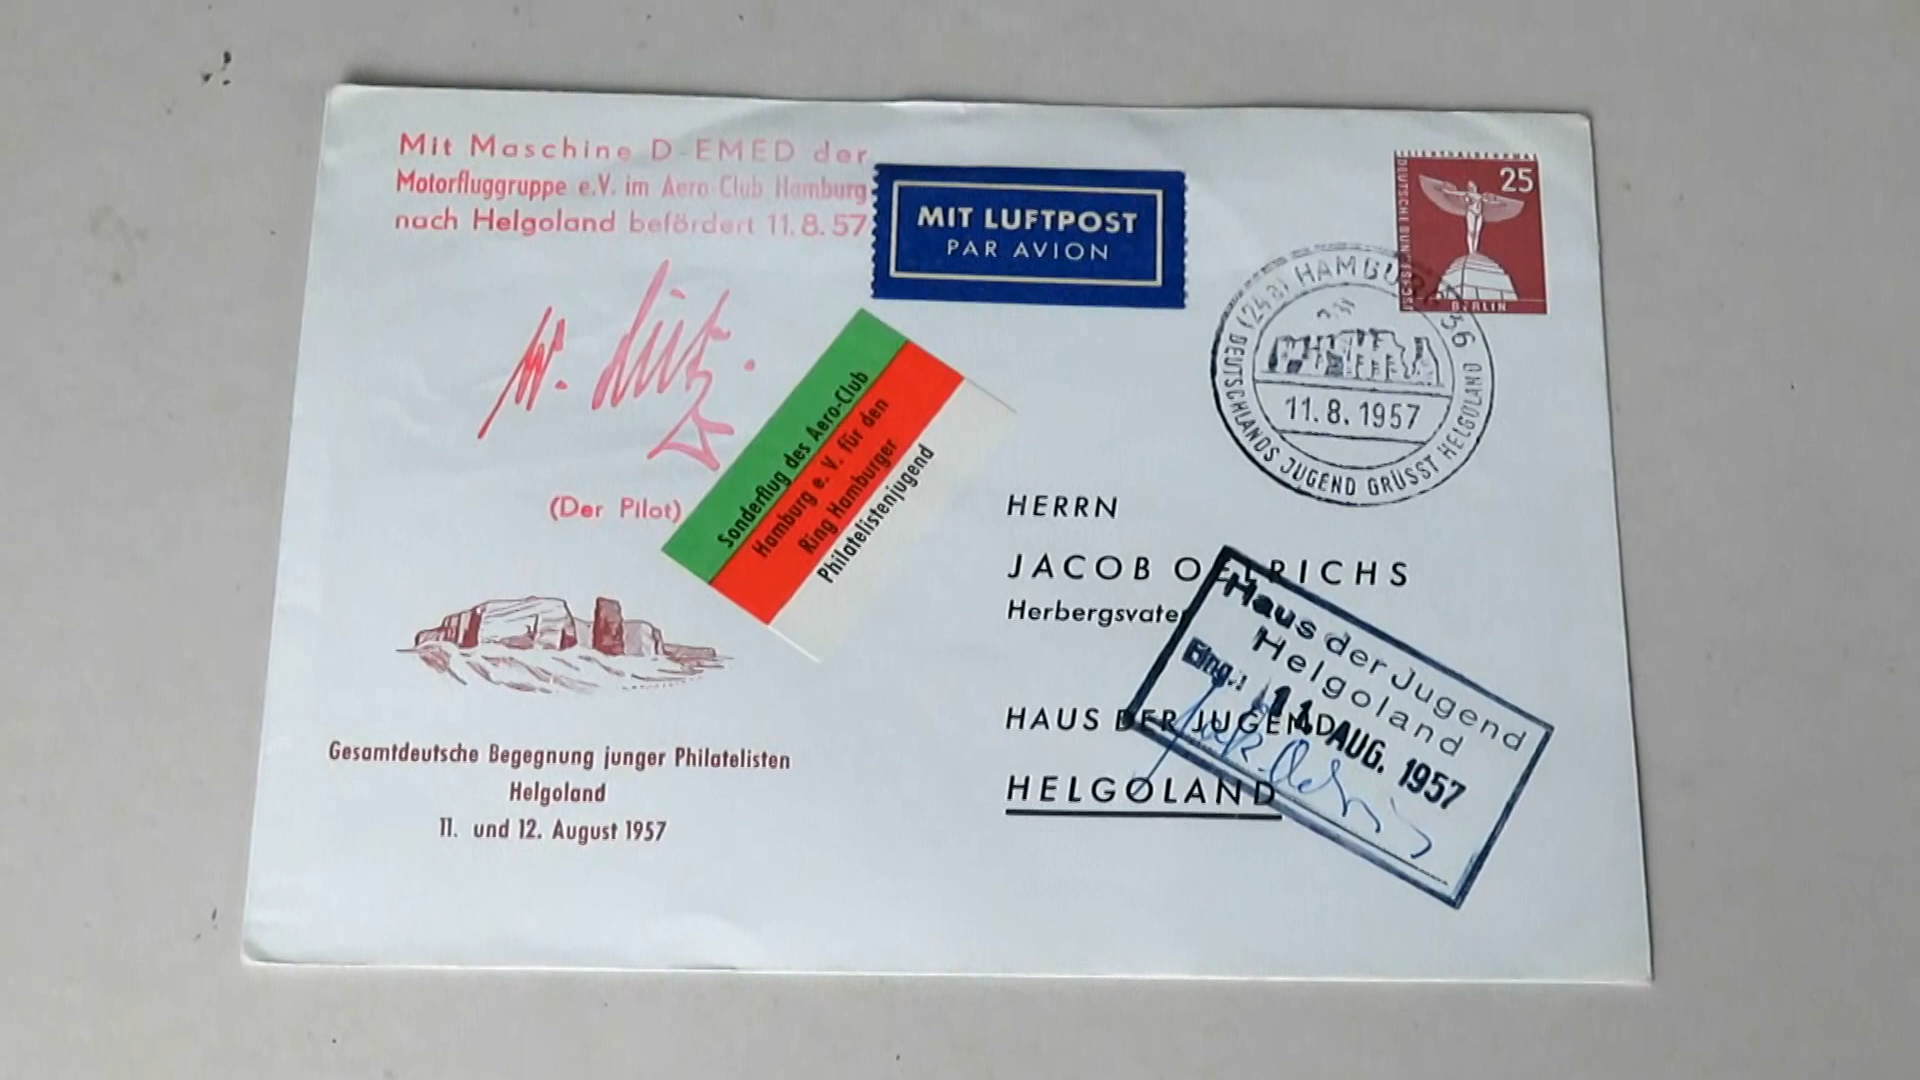 Mit Maschine D-EMED der
Motorfluggruppe e.V. im Aero-Club Hamburg
nach Helgoland befördert 11.8.57
(Der Pilot)
MIT LUFTPOST
PAR AVION
25
DEUTSCHE BUNDESPOST
BERLIN
HAMBURG 36
11.8.1957
DEUTSCHLANDS JUGEND GRÜSST HELGOLAND
Sonderflug des Aero-Club
Hamburg e. V. für den
Ring Hamburger
Philatelistenjugend
HERRN
JACOB OELRICHS
Herbergsvater
HAUS DER JUGEND
HELGOLAND
Haus der Jugend
Helgoland
Eing.: 11. AUG. 1957
Gesamtdeutsche Begegnung junger Philatelisten
Helgoland
11. und 12. August 1957